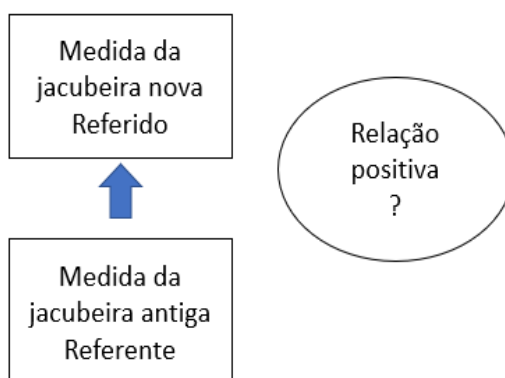 Medida da
jacubeira nova
Referido
Relação
positiva
?
Medida da
jacubeira antiga
Referente